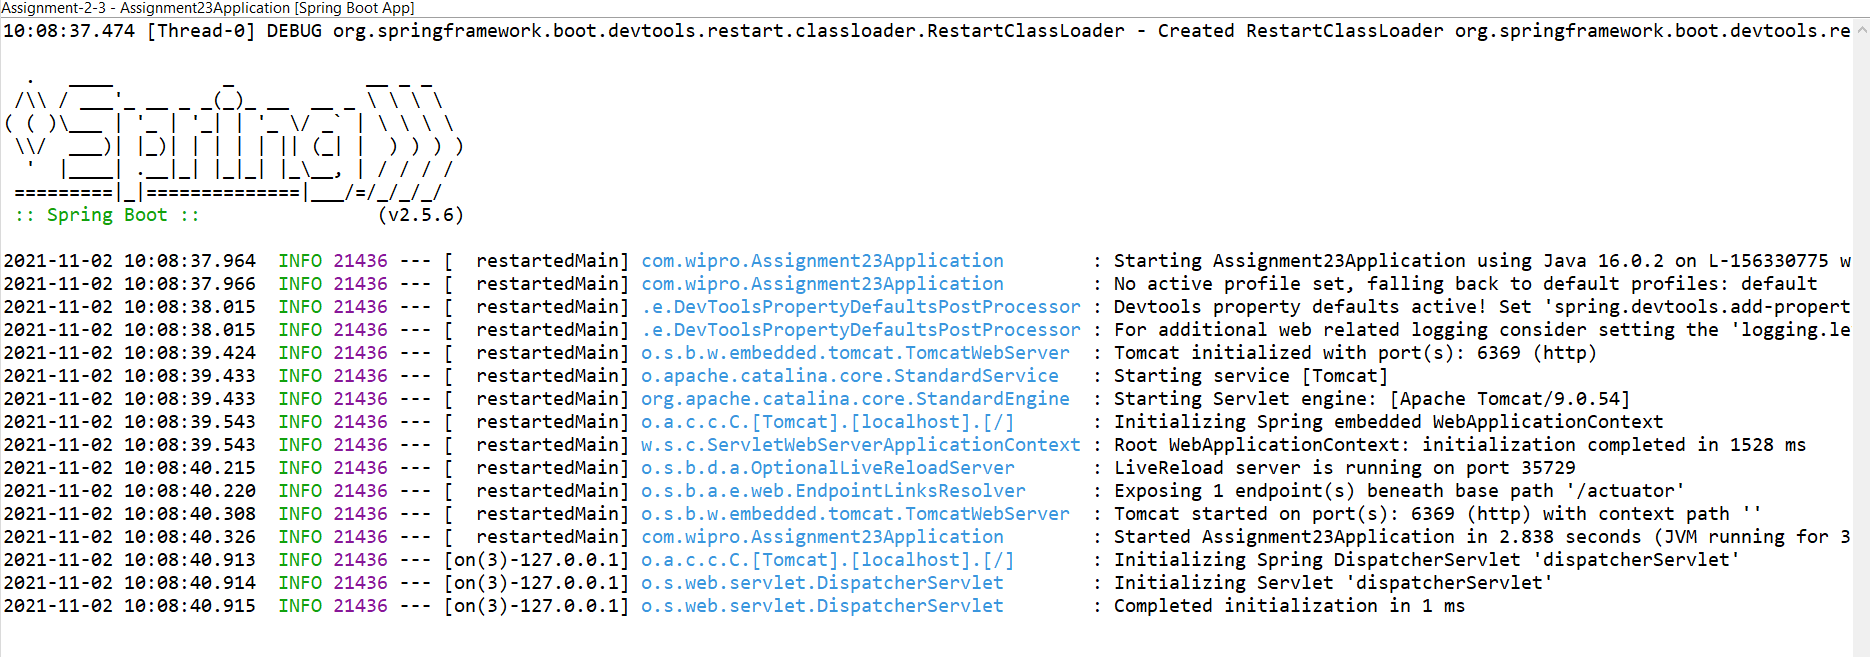 Assignment-2-3 - Assignment23Application [Spring Boot App]
10:08:37.474 [Thread-0] DEBUG org.springframework.boot.devtools.restart.classloader.RestartClassLoader - Created RestartClassLoader org.springframework.boot.devtools.re
  .   ____          _            __ _ _
 /\\ / ___'_ __ _ _(_)_ __  __ _ \ \ \ \
( ( )\___ | '_ | '_| | '_ \/ _` | \ \ \ \
 \\/  ___)| |_)| | | | | || (_| |  ) ) ) )
  '  |____| .__|_| |_|_| |_\__, | / / / /
 =========|_|==============|___/=/_/_/_/
 :: Spring Boot ::                (v2.5.6)
2021-11-02 10:08:37.964  INFO 21436 --- [  restartedMain] com.wipro.Assignment23Application        : Starting Assignment23Application using Java 16.0.2 on L-156330775 w
2021-11-02 10:08:37.966  INFO 21436 --- [  restartedMain] com.wipro.Assignment23Application        : No active profile set, falling back to default profiles: default
2021-11-02 10:08:38.015  INFO 21436 --- [  restartedMain] .e.DevToolsPropertyDefaultsPostProcessor : Devtools property defaults active! Set 'spring.devtools.add-propert
2021-11-02 10:08:38.015  INFO 21436 --- [  restartedMain] .e.DevToolsPropertyDefaultsPostProcessor : For additional web related logging consider setting the 'logging.le
2021-11-02 10:08:39.424  INFO 21436 --- [  restartedMain] o.s.b.w.embedded.tomcat.TomcatWebServer  : Tomcat initialized with port(s): 6369 (http)
2021-11-02 10:08:39.433  INFO 21436 --- [  restartedMain] o.apache.catalina.core.StandardService   : Starting service [Tomcat]
2021-11-02 10:08:39.433  INFO 21436 --- [  restartedMain] org.apache.catalina.core.StandardEngine  : Starting Servlet engine: [Apache Tomcat/9.0.54]
2021-11-02 10:08:39.543  INFO 21436 --- [  restartedMain] o.a.c.c.C.[Tomcat].[localhost].[/]       : Initializing Spring embedded WebApplicationContext
2021-11-02 10:08:39.543  INFO 21436 --- [  restartedMain] w.s.c.ServletWebServerApplicationContext : Root WebApplicationContext: initialization completed in 1528 ms
2021-11-02 10:08:40.215  INFO 21436 --- [  restartedMain] o.s.b.d.a.OptionalLiveReloadServer       : LiveReload server is running on port 35729
2021-11-02 10:08:40.220  INFO 21436 --- [  restartedMain] o.s.b.a.e.web.EndpointLinksResolver      : Exposing 1 endpoint(s) beneath base path '/actuator'
2021-11-02 10:08:40.308  INFO 21436 --- [  restartedMain] o.s.b.w.embedded.tomcat.TomcatWebServer  : Tomcat started on port(s): 6369 (http) with context path ''
2021-11-02 10:08:40.326  INFO 21436 --- [  restartedMain] com.wipro.Assignment23Application        : Started Assignment23Application in 2.838 seconds (JVM running for 3
2021-11-02 10:08:40.913  INFO 21436 --- [on(3)-127.0.0.1] o.a.c.c.C.[Tomcat].[localhost].[/]       : Initializing Spring DispatcherServlet 'dispatcherServlet'
2021-11-02 10:08:40.914  INFO 21436 --- [on(3)-127.0.0.1] o.s.web.servlet.DispatcherServlet        : Initializing Servlet 'dispatcherServlet'
2021-11-02 10:08:40.915  INFO 21436 --- [on(3)-127.0.0.1] o.s.web.servlet.DispatcherServlet        : Completed initialization in 1 ms